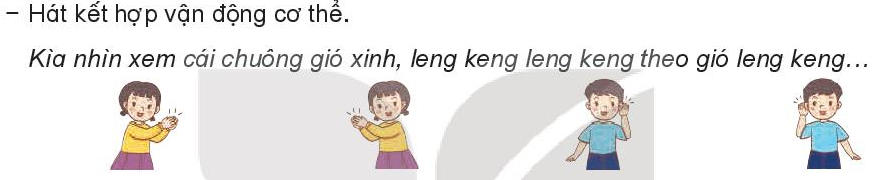 – Hát kết hợp vận động cơ thể.
Kìa nhìn xem cái chuông gió xinh, leng keng leng keng theo gió leng keng...